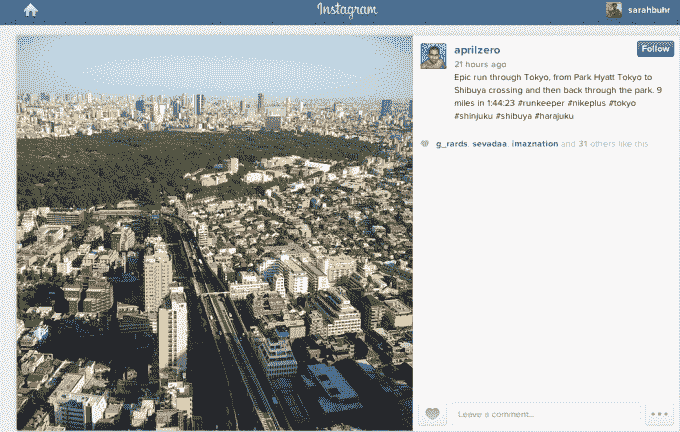 Instagram
sarahbuhr
aprilzero
Follow
21 hours ago
Epic run through Tokyo, from Park Hyatt Tokyo to
Shibuya crossing and then back through the park. 9
miles in 1:44:23 #runkeeper #nikeplus #tokyo
#shinjuku #shibuya #harajuku
g_rards, sevadaa, imaznation and 31 others like this
Leave a comment...